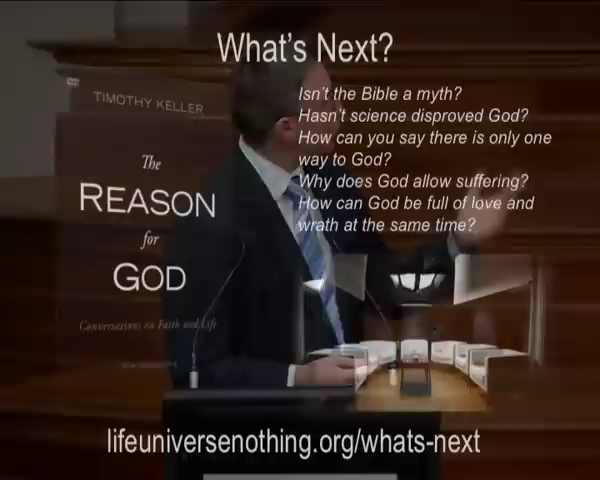 What's Next?
Isn't the Bible a myth?
Hasn't science disproved God?
How can you say there is only one
way to God?
Why does God allow suffering?
How can God be full of love and
wrath at the same time?
TIMOTHY KELLER
The
REASON
for
GOD
Conversations on Faith and Life
lifeuniversenothing.org/whats-next